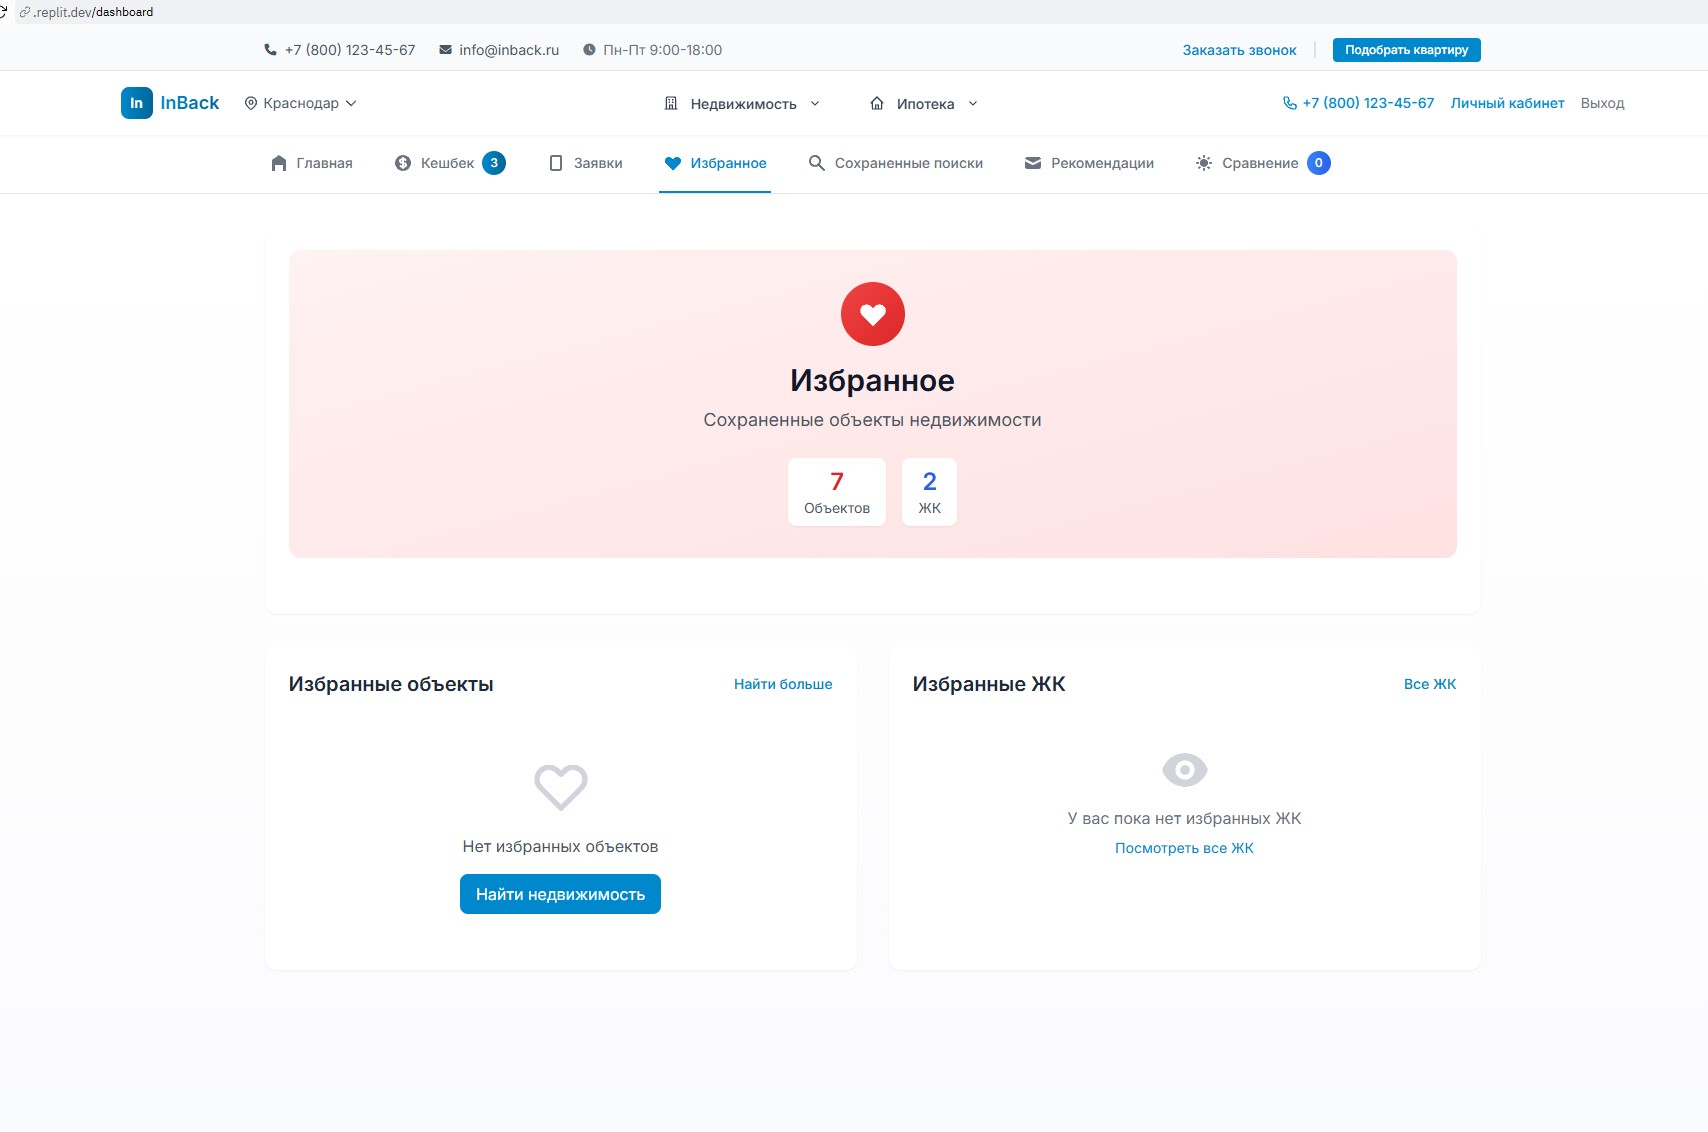 .replit.dev/dashboard
+7 (800) 123-45-67 info@inback.ru Пн-Пт 9:00-18:00 Заказать звонок Подобрать квартиру
In InBack Краснодар Недвижимость Ипотека +7 (800) 123-45-67 Личный кабинет Выход
Главная Кешбек 3 Заявки Избранное Сохраненные поиски Рекомендации Сравнение 0
Избранное
Сохраненные объекты недвижимости
7 2
Объектов ЖК
Избранные объекты Найти больше
Нет избранных объектов
Найти недвижимость
Избранные ЖК Все ЖК
У вас пока нет избранных ЖК
Посмотреть все ЖК